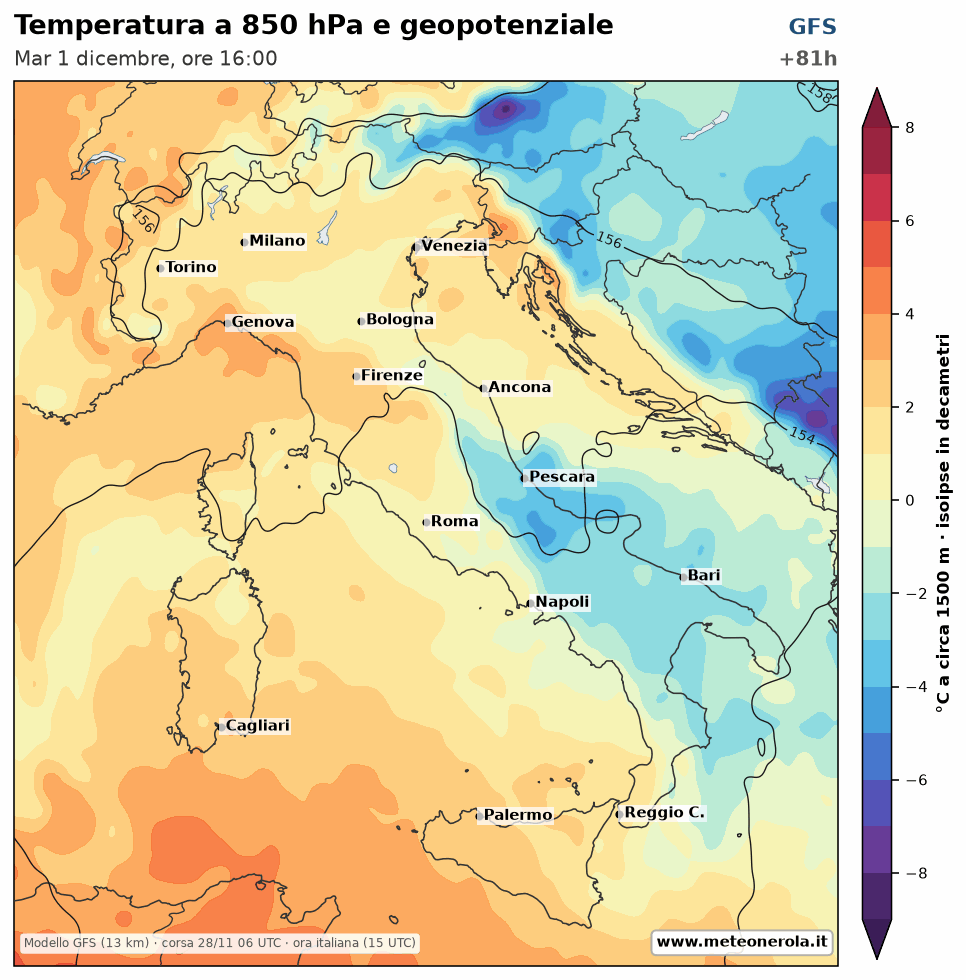 Temperatura a 850 hPa e geopotenziale
GFS
Mar 1 dicembre, ore 16:00
+81h
158
156
Milano
Venezia
156
Torino
Genova
Bologna
Firenze
Ancona
154
Pescara
Roma
Bari
Napoli
Cagliari
Palermo
Reggio C.
8
6
4
2
0
−2
−4
−6
−8
°C a circa 1500 m · isoipse in decametri
Modello GFS (13 km) · corsa 28/11 06 UTC · ora italiana (15 UTC)
www.meteonerola.it